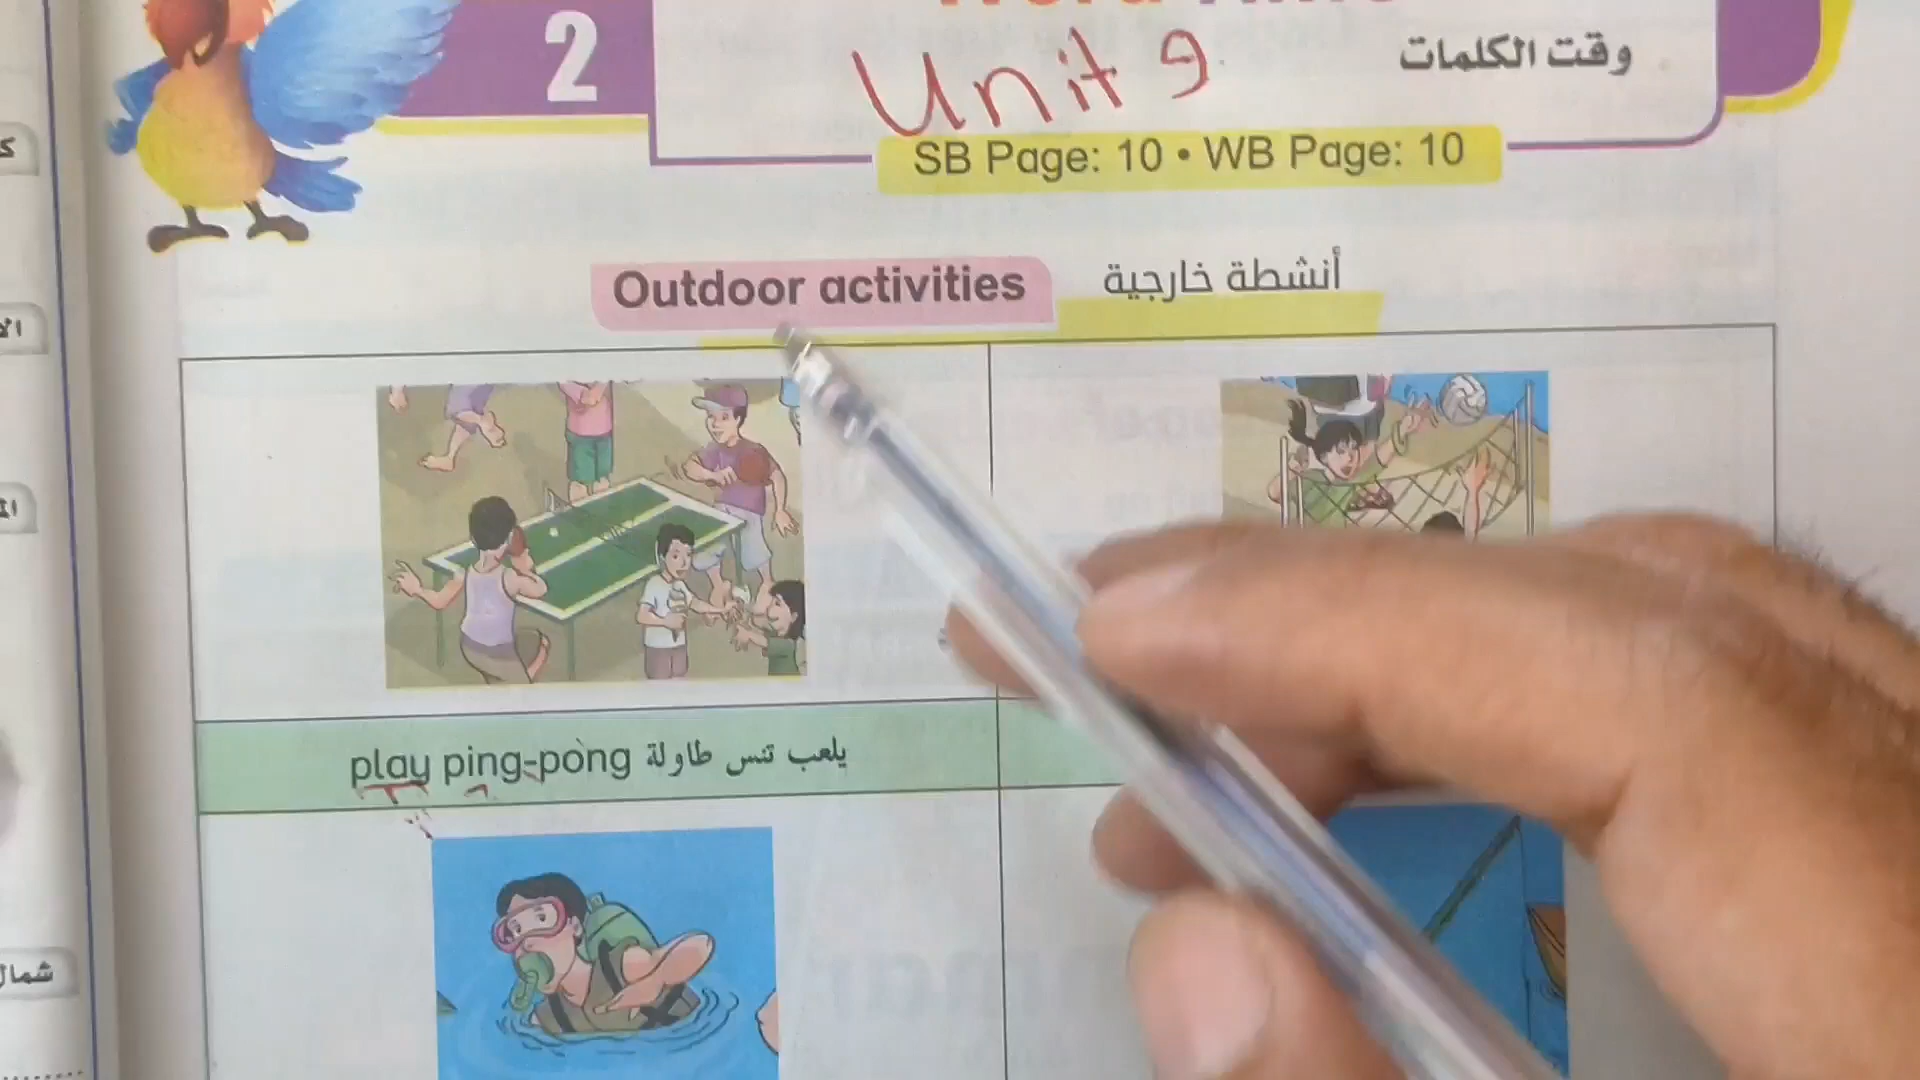 2
Unit 9
وقت الكلمات
SB Page: 10 • WB Page: 10
Outdoor activities أنشطة خارجية
play ping-pong يلعب تنس طاولة
شمال